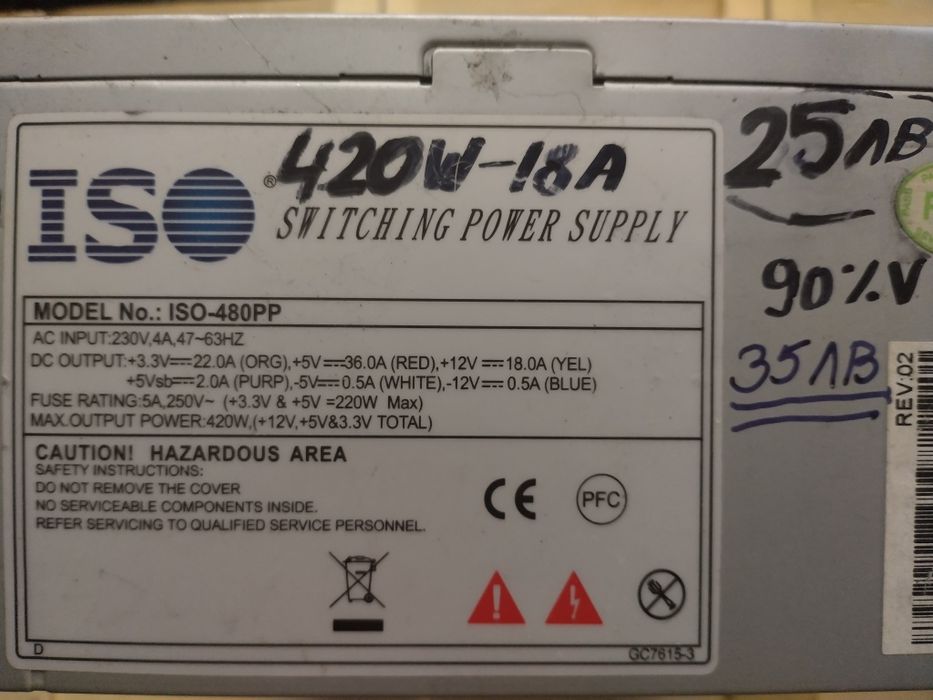 420W-18A
ISO®
SWITCHING POWER SUPPLY
MODEL No.: ISO-480PP
AC INPUT:230V,4A,47~63HZ
DC OUTPUT:+3.3V⎓22.0A (ORG),+5V⎓36.0A (RED),+12V⎓18.0A (YEL)
+5Vsb⎓2.0A (PURP),-5V⎓0.5A (WHITE),-12V⎓0.5A (BLUE)
FUSE RATING:5A,250V~ (+3.3V & +5V =220W Max)
MAX.OUTPUT POWER:420W,(+12V,+5V&3.3V TOTAL)
CAUTION! HAZARDOUS AREA
SAFETY INSTRUCTIONS:
DO NOT REMOVE THE COVER
NO SERVICEABLE COMPONENTS INSIDE.
REFER SERVICING TO QUALIFIED SERVICE PERSONNEL.
CE PFC
D
GC7615-3
25ЛВ
90%V
35ЛВ
REV:02